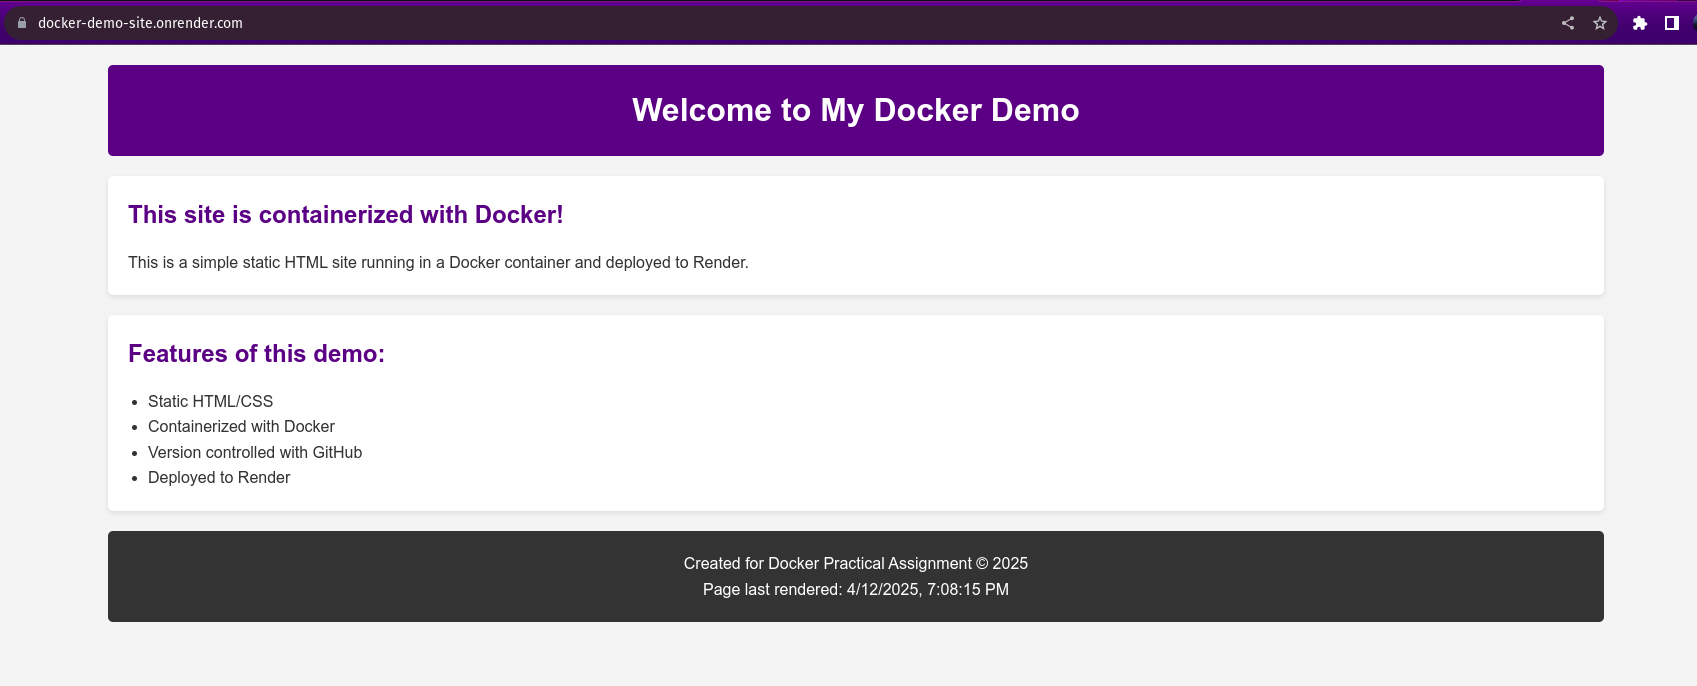 docker-demo-site.onrender.com
Welcome to My Docker Demo
This site is containerized with Docker!
This is a simple static HTML site running in a Docker container and deployed to Render.
Features of this demo:
Static HTML/CSS
Containerized with Docker
Version controlled with GitHub
Deployed to Render
Created for Docker Practical Assignment © 2025
Page last rendered: 4/12/2025, 7:08:15 PM